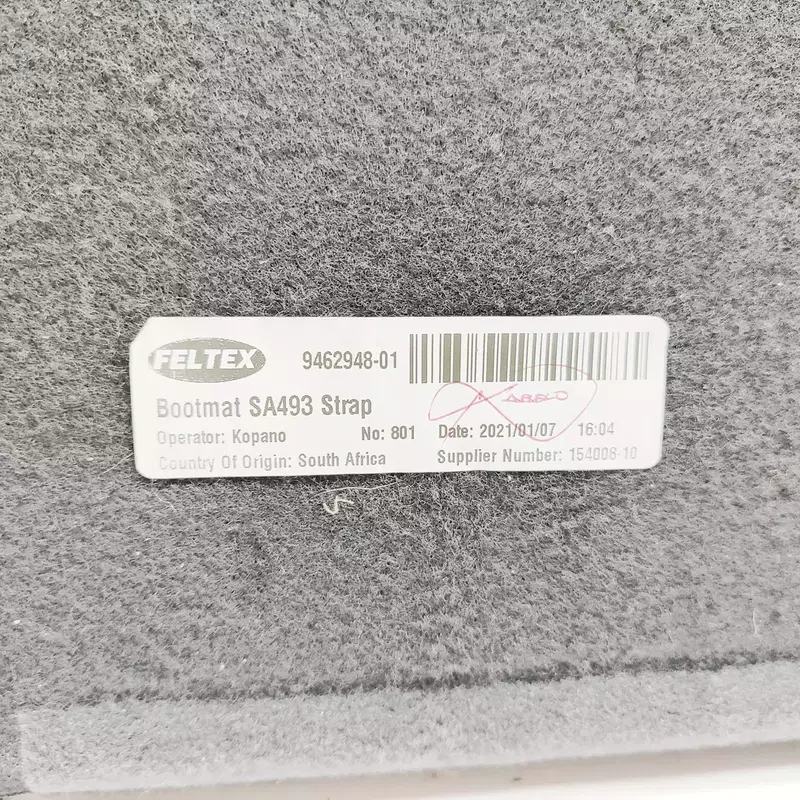 FELTEX 9462948-01
Bootmat SA493 Strap
Operator: Kopano No: 801 Date: 2021/01/07 16:04
Country Of Origin: South Africa Supplier Number: 154008-10